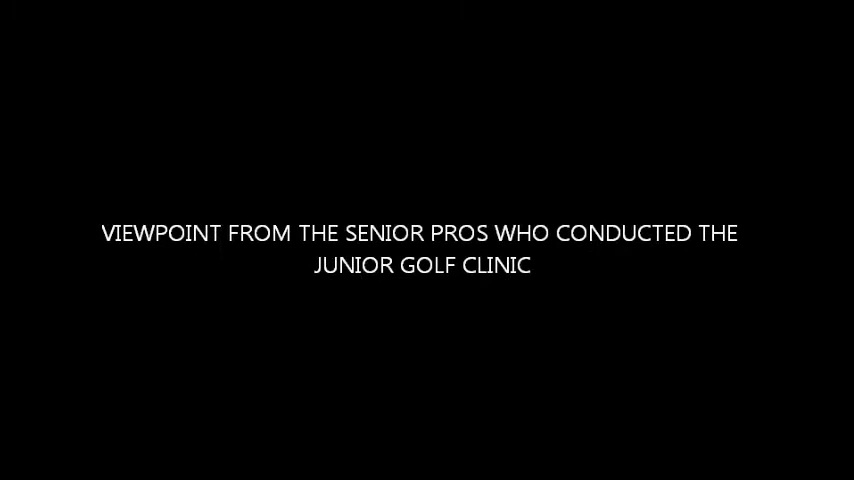 VIEWPOINT FROM THE SENIOR PROS WHO CONDUCTED THE
JUNIOR GOLF CLINIC